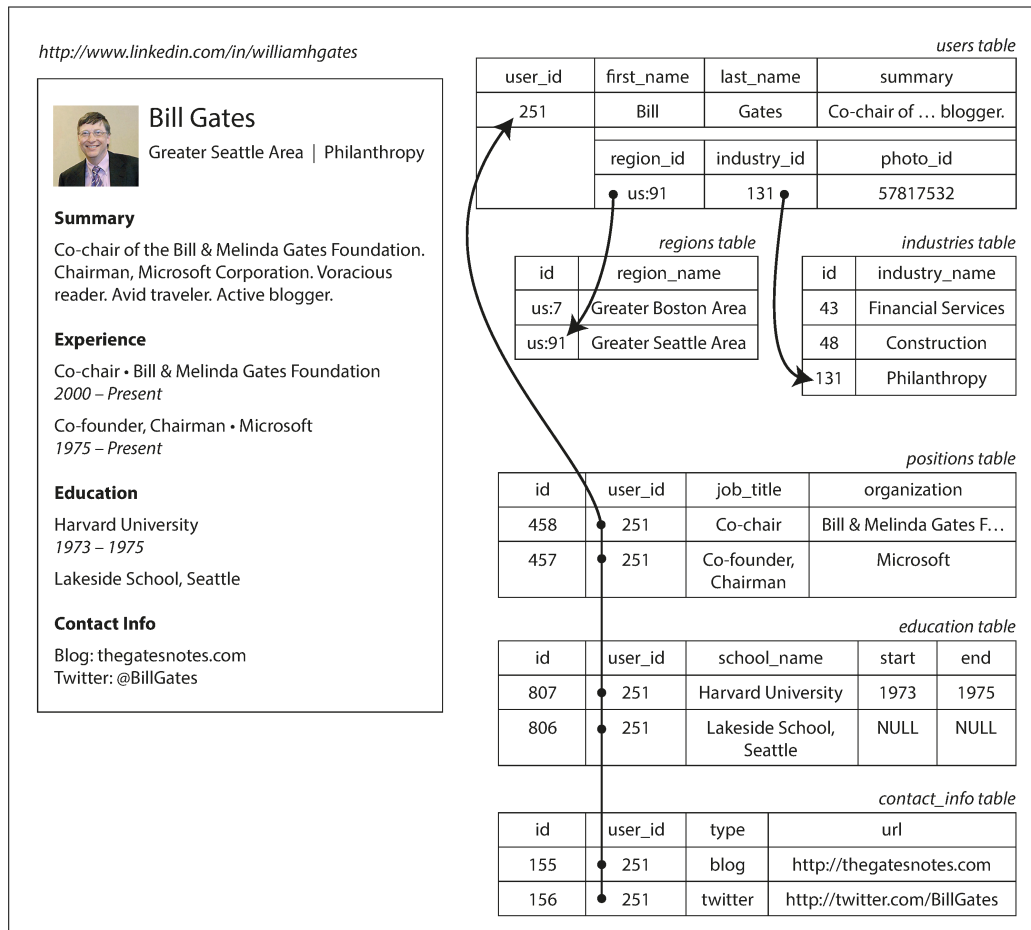 http://www.linkedin.com/in/williamhgates
Bill Gates
Greater Seattle Area | Philanthropy
Summary
Co-chair of the Bill & Melinda Gates Foundation.
Chairman, Microsoft Corporation. Voracious
reader. Avid traveler. Active blogger.
Experience
Co-chair • Bill & Melinda Gates Foundation
2000 – Present
Co-founder, Chairman • Microsoft
1975 – Present
Education
Harvard University
1973 – 1975
Lakeside School, Seattle
Contact Info
Blog: thegatesnotes.com
Twitter: @BillGates
users table
user_id first_name last_name summary
251 Bill Gates Co-chair of … blogger.
region_id industry_id photo_id
us:91 131 57817532
regions table
id region_name
us:7 Greater Boston Area
us:91 Greater Seattle Area
industries table
id industry_name
43 Financial Services
48 Construction
131 Philanthropy
positions table
id user_id job_title organization
458 251 Co-chair Bill & Melinda Gates F…
457 251 Co-founder, Microsoft
Chairman
education table
id user_id school_name start end
807 251 Harvard University 1973 1975
806 251 Lakeside School, NULL NULL
Seattle
contact_info table
id user_id type url
155 251 blog http://thegatesnotes.com
156 251 twitter http://twitter.com/BillGates